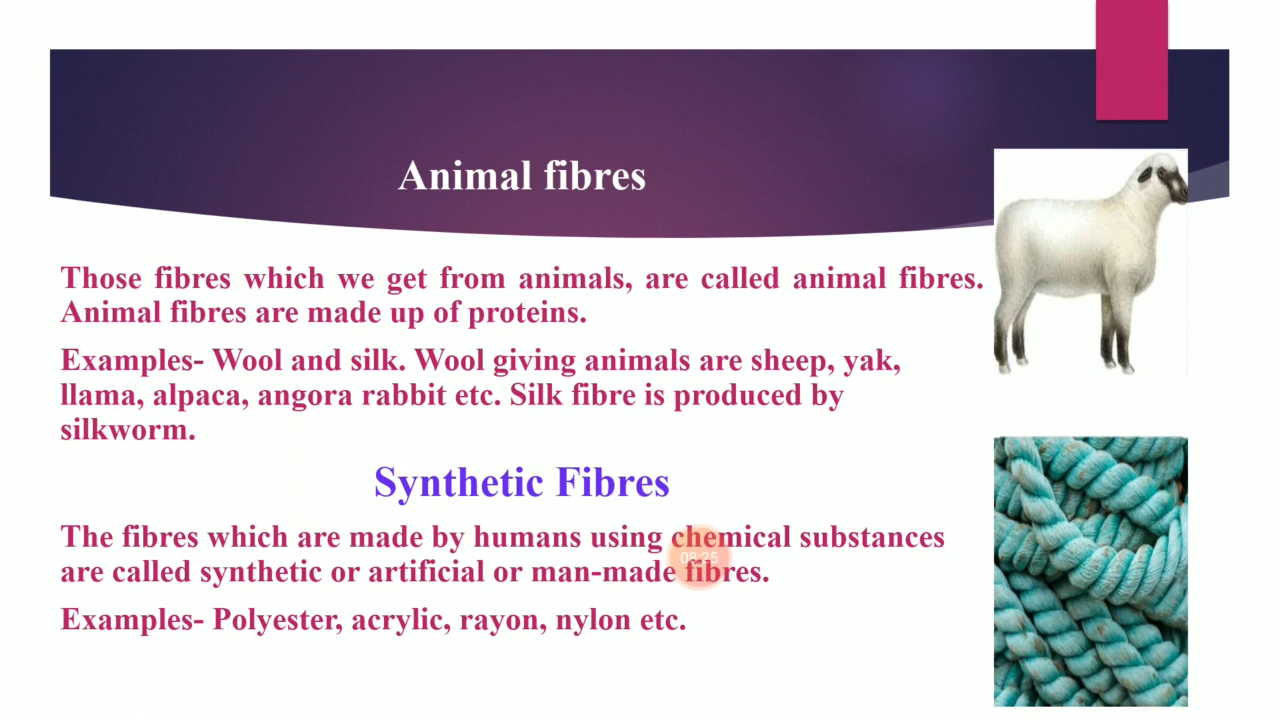 Animal fibres
Those fibres which we get from animals, are called animal fibres.
Animal fibres are made up of proteins.
Examples- Wool and silk. Wool giving animals are sheep, yak,
llama, alpaca, angora rabbit etc. Silk fibre is produced by
silkworm.
Synthetic Fibres
The fibres which are made by humans using chemical substances
08:25
are called synthetic or artificial or man-made fibres.
Examples- Polyester, acrylic, rayon, nylon etc.